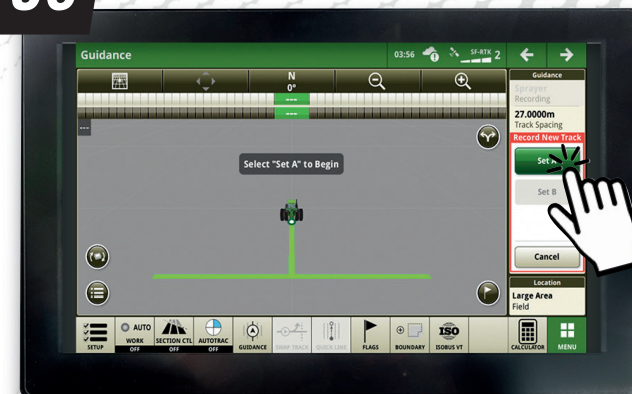 Guidance
03:56
SF-RTK 2
N
0°
---
---
---
Select "Set A" to Begin
Guidance
Sprayer
Recording
27.0000m
Track Spacing
Record New Track
Set A
Set B
Cancel
Location
Large Area
Field
SETUP
AUTO
WORK
OFF
SECTION CTL
OFF
AUTOTRAC
OFF
GUIDANCE
SWAP TRACK
QUICK LINE
FLAGS
BOUNDARY
ISO
ISOBUS VT
CALCULATOR
MENU